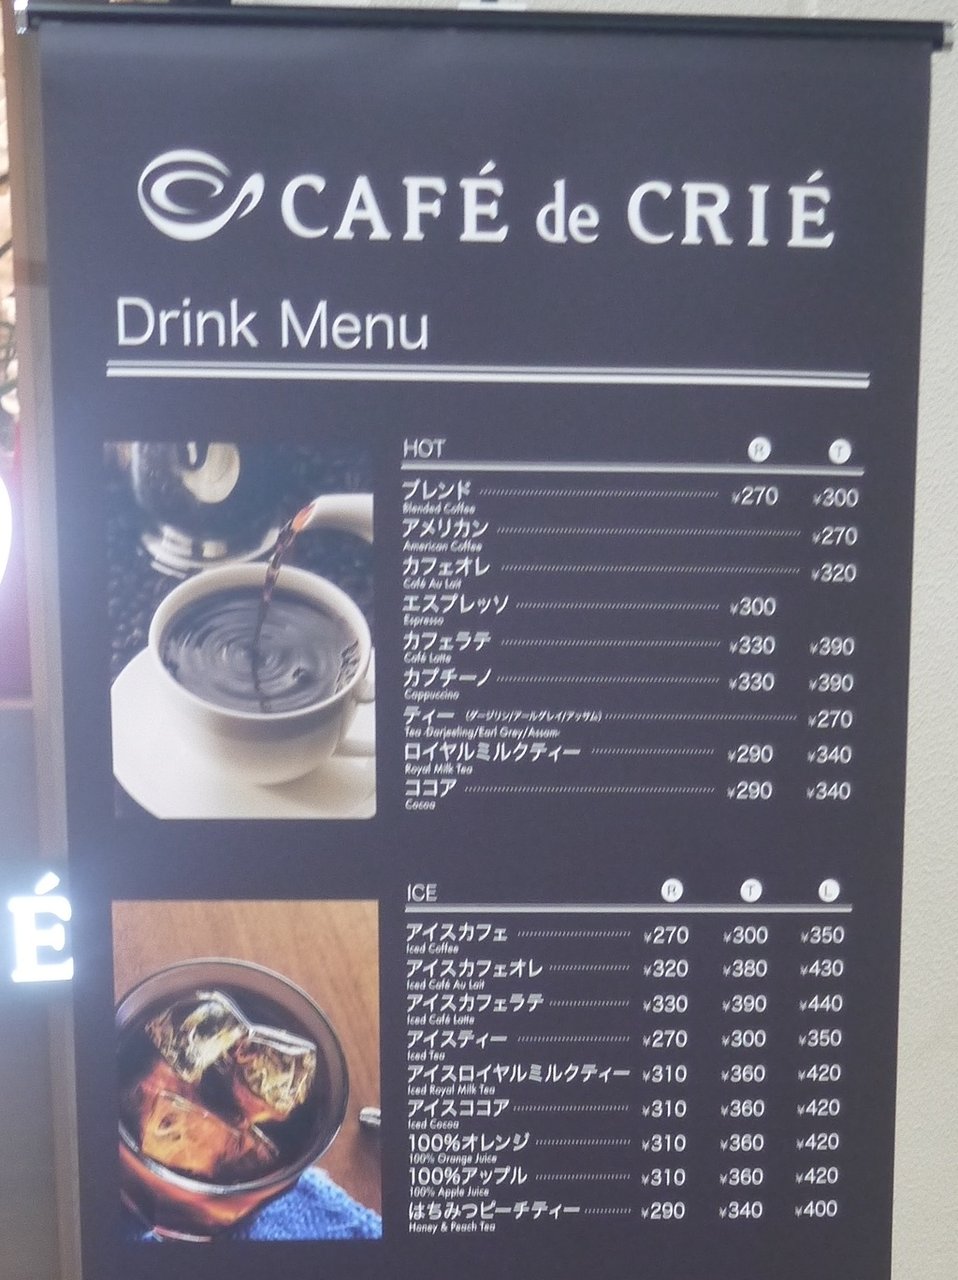 CAFÉ de CRIÉ
Drink Menu
HOT R T
ブレンド ¥270 ¥300
Blended Coffee
アメリカン ¥270
American Coffee
カフェオレ ¥320
Café Au Lait
エスプレッソ ¥300
Espresso
カフェラテ ¥330 ¥390
Café Latte
カプチーノ ¥330 ¥390
Cappuccino
ティー (ダージリン/アールグレイ/アッサム) ¥270
Tea -Darjeeling/Earl Grey/Assam-
ロイヤルミルクティー ¥290 ¥340
Royal Milk Tea
ココア ¥290 ¥340
Cocoa
É
ICE R T L
アイスカフェ ¥270 ¥300 ¥350
Iced Coffee
アイスカフェオレ ¥320 ¥380 ¥430
Iced Café Au Lait
アイスカフェラテ ¥330 ¥390 ¥440
Iced Café Latte
アイスティー ¥270 ¥300 ¥350
Iced Tea
アイスロイヤルミルクティー ¥310 ¥360 ¥420
Iced Royal Milk Tea
アイスココア ¥310 ¥360 ¥420
Iced Cocoa
100%オレンジ ¥310 ¥360 ¥420
100% Orange Juice
100%アップル ¥310 ¥360 ¥420
100% Apple Juice
はちみつピーチティー ¥290 ¥340 ¥400
Honey & Peach Tea